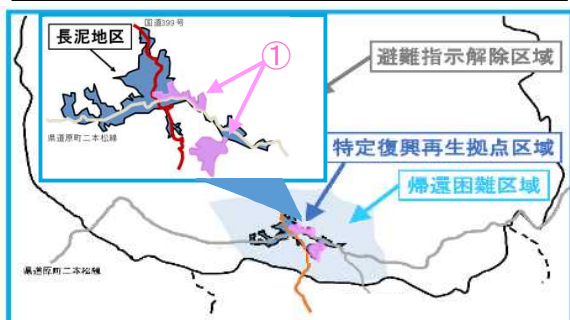 国道399号
長泥地区
①
県道原町二本松線
避難指示解除区域
特定復興再生拠点区域
帰還困難区域
県道原町二本松線